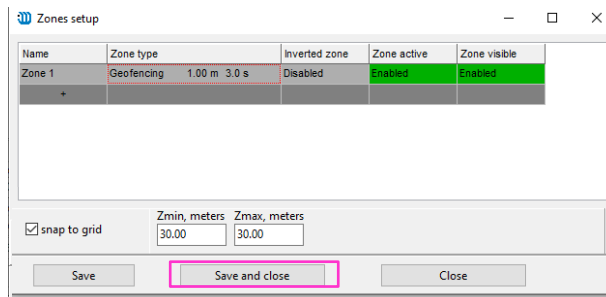 Zones setup
Name Zone type Inverted zone Zone active Zone visible
Zone 1 Geofencing 1.00 m 3.0 s Disabled Enabled Enabled
+
Zmin, meters Zmax, meters
snap to grid 30.00 30.00
Save Save and close Close